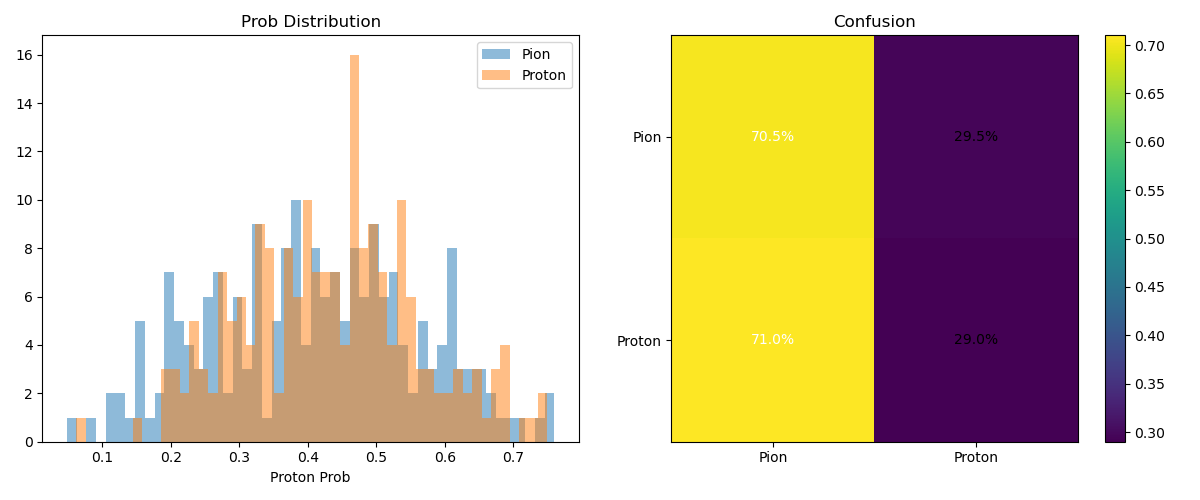 Prob Distribution
Pion
Proton
16
14
12
10
8
6
4
2
0
0.1 0.2 0.3 0.4 0.5 0.6 0.7
Proton Prob
Confusion
Pion
Proton
70.5% 29.5%
71.0% 29.0%
Pion Proton
0.70
0.65
0.60
0.55
0.50
0.45
0.40
0.35
0.30